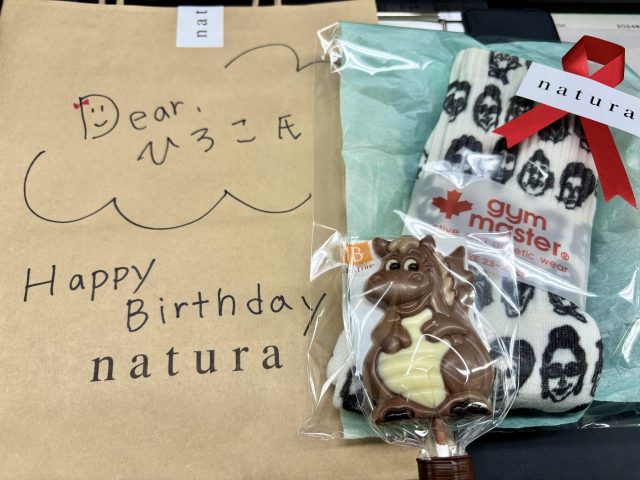 nat
Dear,
ひろこ氏
Happy
Birthday
natura
natura
gym
master®
B